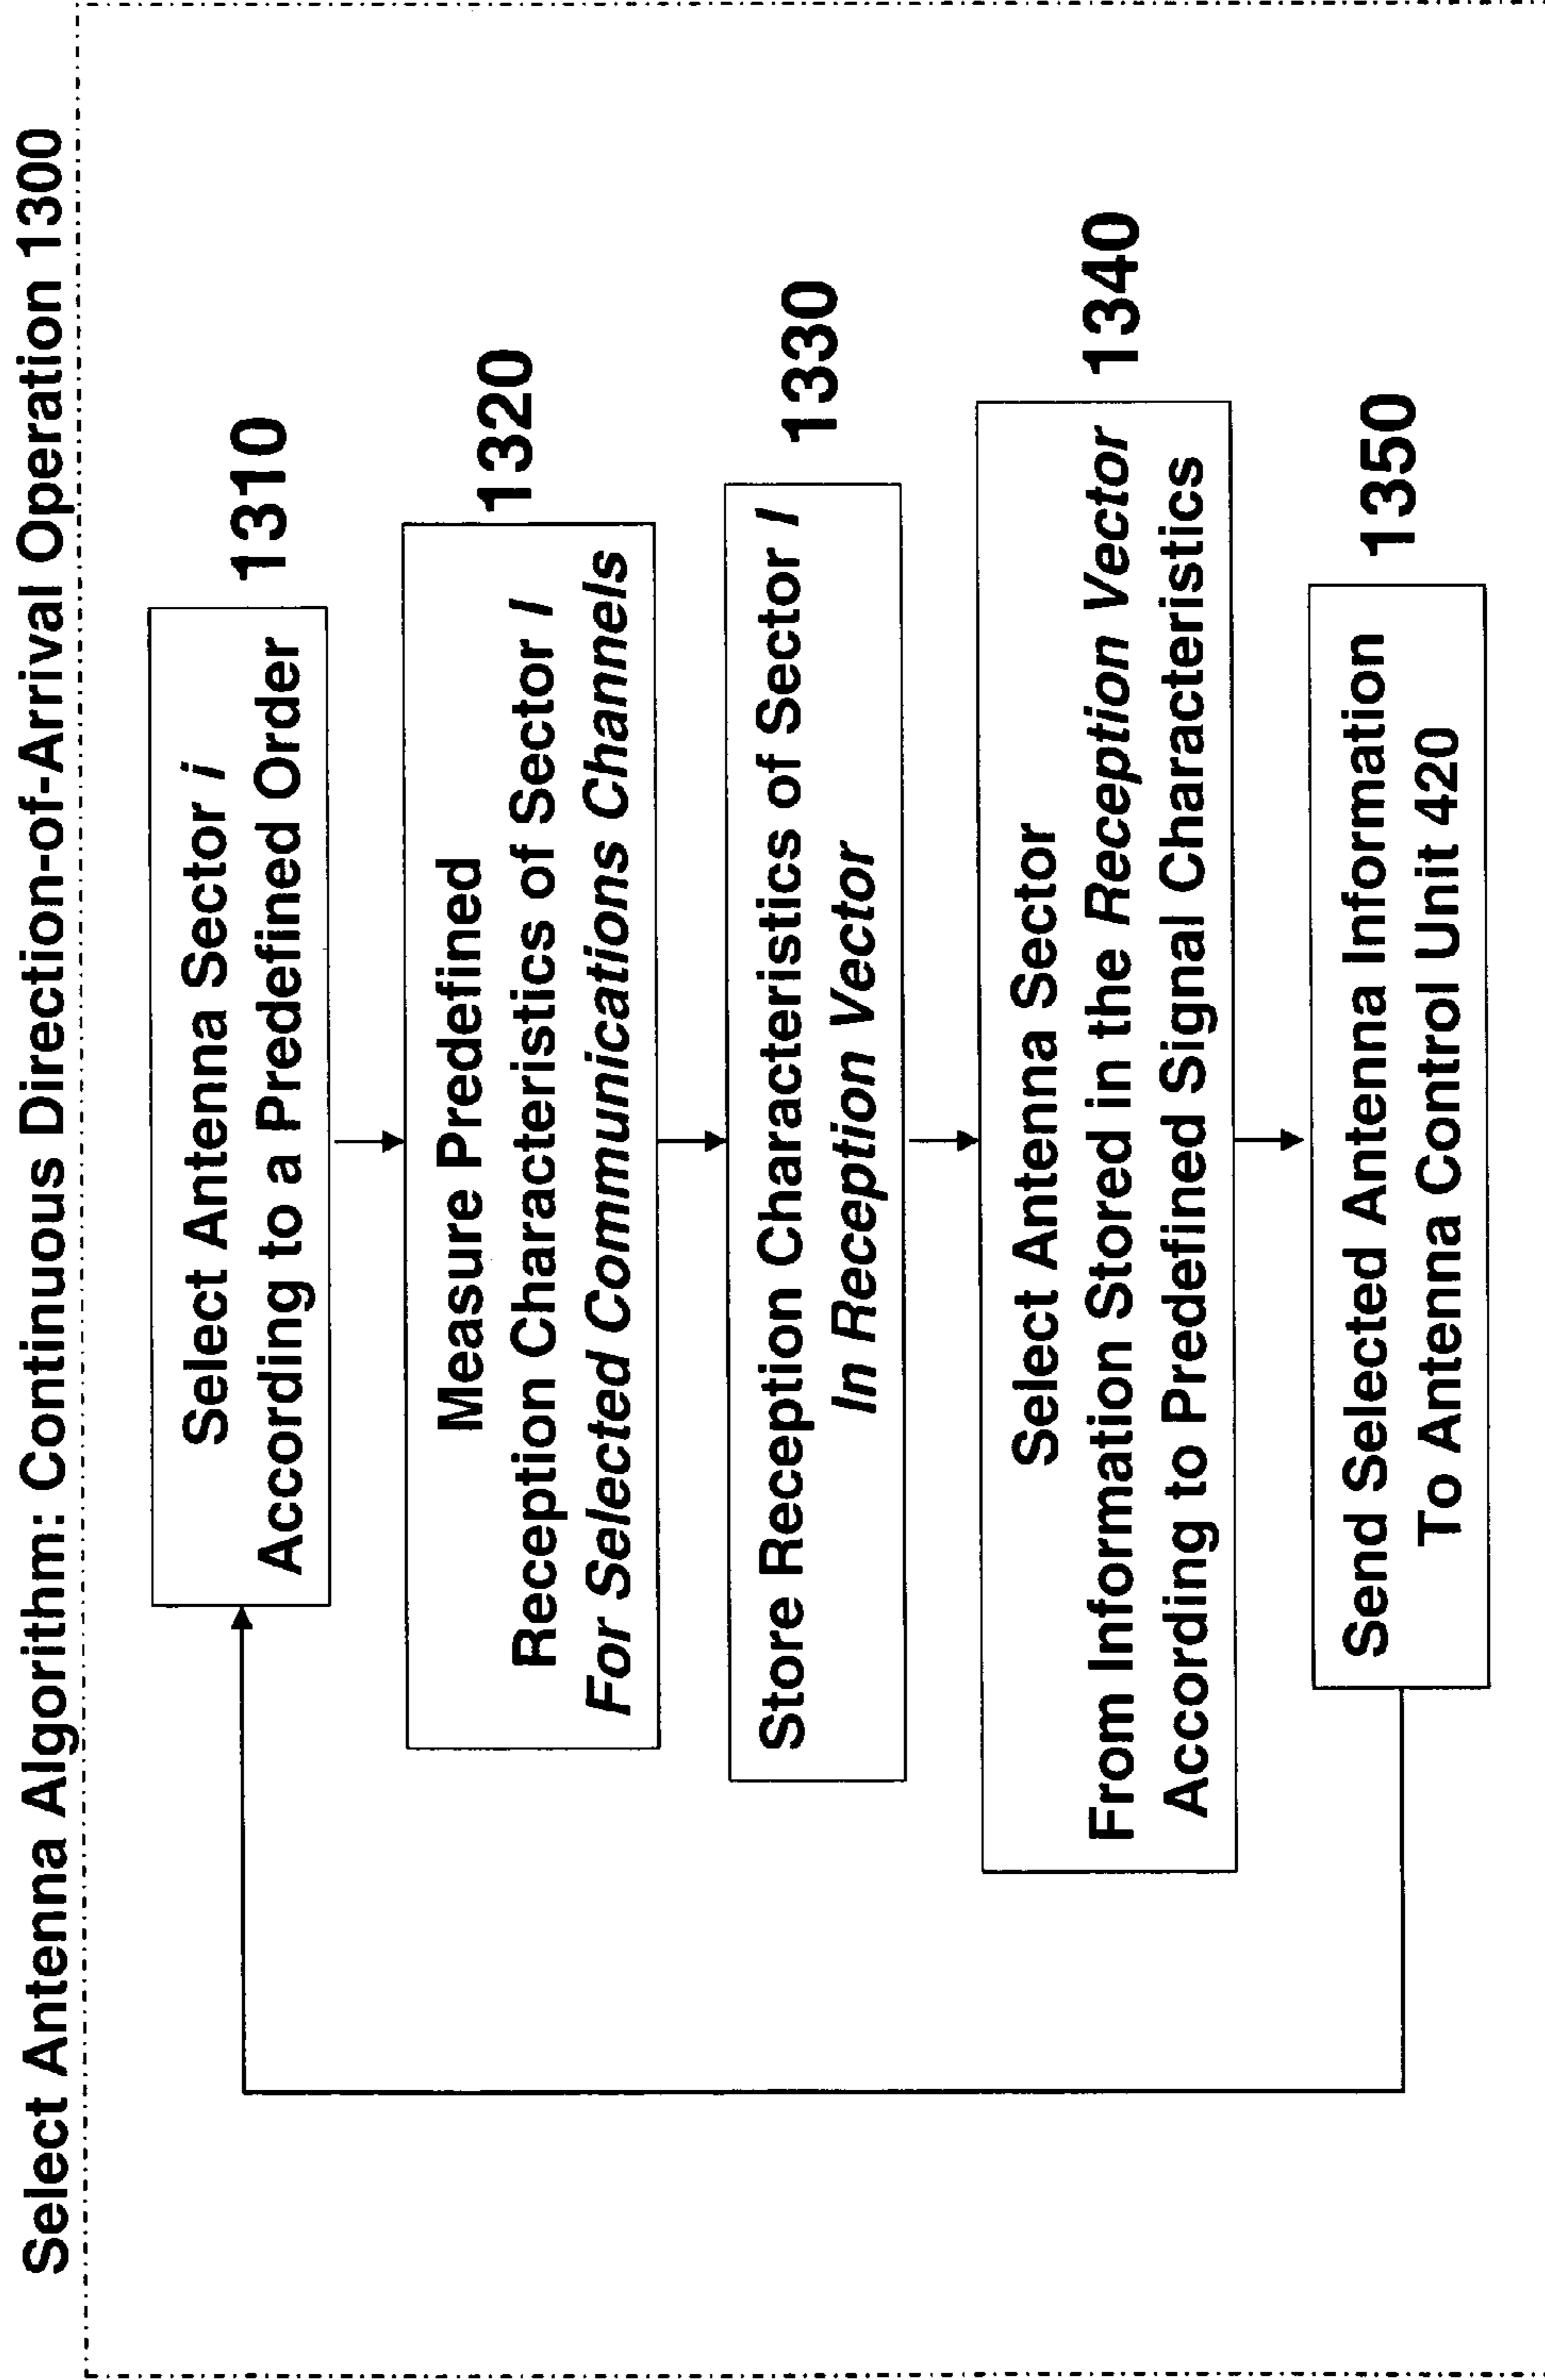 Select Antenna Algorithm: Continuous Direction-of-Arrival Operation 1300
Select Antenna Sector i
According to a Predefined Order
1310
Measure Predefined
Reception Characteristics of Sector I
For Selected Communications Channels
1320
Store Reception Characteristics of Sector I
In Reception Vector
1330
Select Antenna Sector
From Information Stored in the Reception Vector
According to Predefined Signal Characteristics
1340
Send Selected Antenna Information
To Antenna Control Unit 420
1350